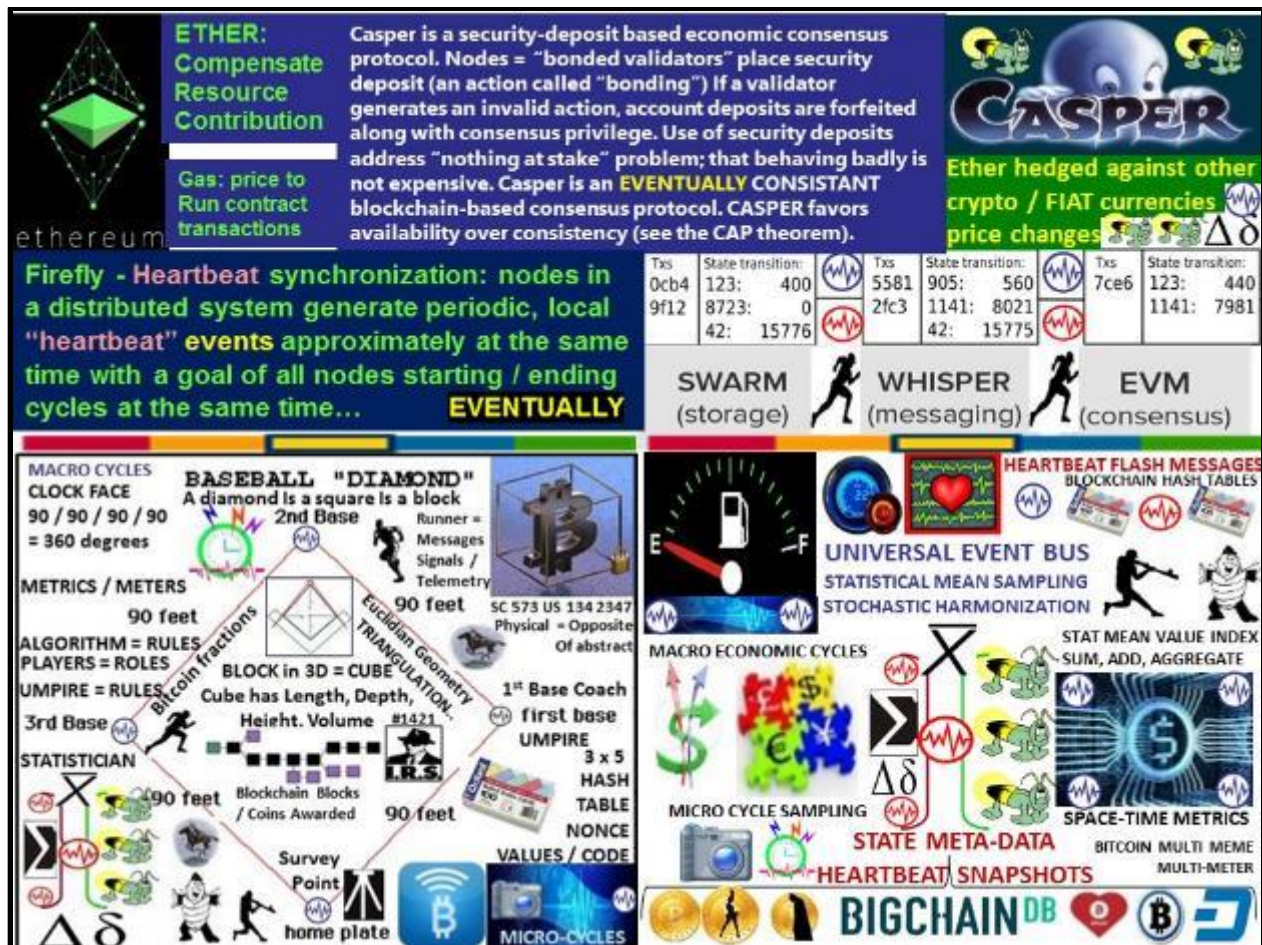 ethereum
ETHER:
Compensate
Resource
Contribution
Gas: price to
Run contract
transactions
Casper is a security-deposit based economic consensus
protocol. Nodes = “bonded validators” place security
deposit (an action called “bonding”) If a validator
generates an invalid action, account deposits are forfeited
along with consensus privilege. Use of security deposits
address “nothing at stake” problem; that behaving badly is
not expensive. Casper is an EVENTUALLY CONSISTANT
blockchain-based consensus protocol. CASPER favors
availability over consistency (see the CAP theorem).
CASPER
Ether hedged against other
crypto / FIAT currencies
price changes
Δ δ
Firefly - Heartbeat synchronization: nodes in
a distributed system generate periodic, local
“heartbeat” events approximately at the same
time with a goal of all nodes starting / ending
cycles at the same time... EVENTUALLY
Txs State transition:
0cb4 123: 400
9f12 8723: 0
42: 15776
Txs State transition:
5581 905: 560
2fc3 1141: 8021
42: 15775
Txs State transition:
7ce6 123: 440
1141: 7981
SWARM
(storage)
WHISPER
(messaging)
EVM
(consensus)
MACRO CYCLES
CLOCK FACE
90 / 90 / 90 / 90
= 360 degrees
METRICS / METERS
90 feet
ALGORITHM = RULES
PLAYERS = ROLES
UMPIRE = RULES
3rd Base
STATISTICIAN
BASEBALL "DIAMOND"
A diamond Is a square Is a block
2nd Base
N N N
Runner =
Messages
Signals /
Telemetry
90 feet
SC 573 US 134 2347
Physical = Opposite
Of abstract
Bitcoin fractions
Euclidian Geometry
TRIANGULATION..
BLOCK in 3D = CUBE
Cube has Length, Depth,
Height. Volume
#1421
I.R.S.
1st Base Coach
first base
UMPIRE
3 x 5
HASH
TABLE
NONCE
VALUES / CODE
Blockchain Blocks
/ Coins Awarded
90 feet
90 feet
X
Σ
Δ δ
Survey
Point
home plate
MICRO-CYCLES
E F
HEARTBEAT FLASH MESSAGES
BLOCKCHAIN HASH TABLES
UNIVERSAL EVENT BUS
STATISTICAL MEAN SAMPLING
STOCHASTIC HARMONIZATION
MACRO ECONOMIC CYCLES
X
Σ
Δδ
STAT MEAN VALUE INDEX
SUM, ADD, AGGREGATE
MICRO CYCLE SAMPLING
N N N
SPACE-TIME METRICS
STATE META-DATA
HEARTBEAT SNAPSHOTS
BITCOIN MULTI MEME
MULTI-METER
BIGCHAIN DB